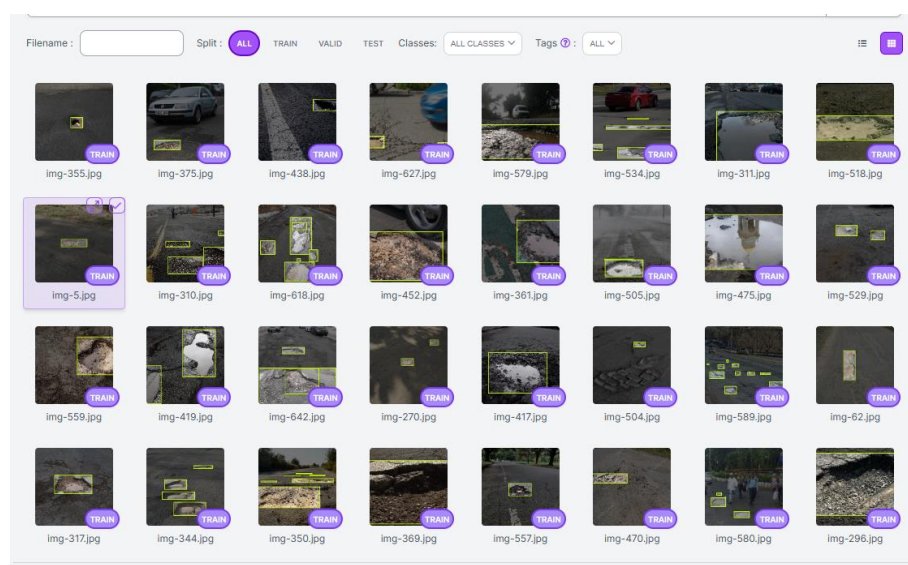 Filename : Split : ALL TRAIN VALID TEST Classes: ALL CLASSES Tags ? : ALL
TRAIN TRAIN TRAIN TRAIN TRAIN TRAIN TRAIN TRAIN
img-355.jpg img-375.jpg img-438.jpg img-627.jpg img-579.jpg img-534.jpg img-311.jpg img-518.jpg
TRAIN TRAIN TRAIN TRAIN TRAIN TRAIN TRAIN TRAIN
img-5.jpg img-310.jpg img-618.jpg img-452.jpg img-361.jpg img-505.jpg img-475.jpg img-529.jpg
TRAIN TRAIN TRAIN TRAIN TRAIN TRAIN TRAIN TRAIN
img-559.jpg img-419.jpg img-642.jpg img-270.jpg img-417.jpg img-504.jpg img-589.jpg img-62.jpg
TRAIN TRAIN TRAIN TRAIN TRAIN TRAIN TRAIN TRAIN
img-317.jpg img-344.jpg img-350.jpg img-369.jpg img-557.jpg img-470.jpg img-580.jpg img-296.jpg